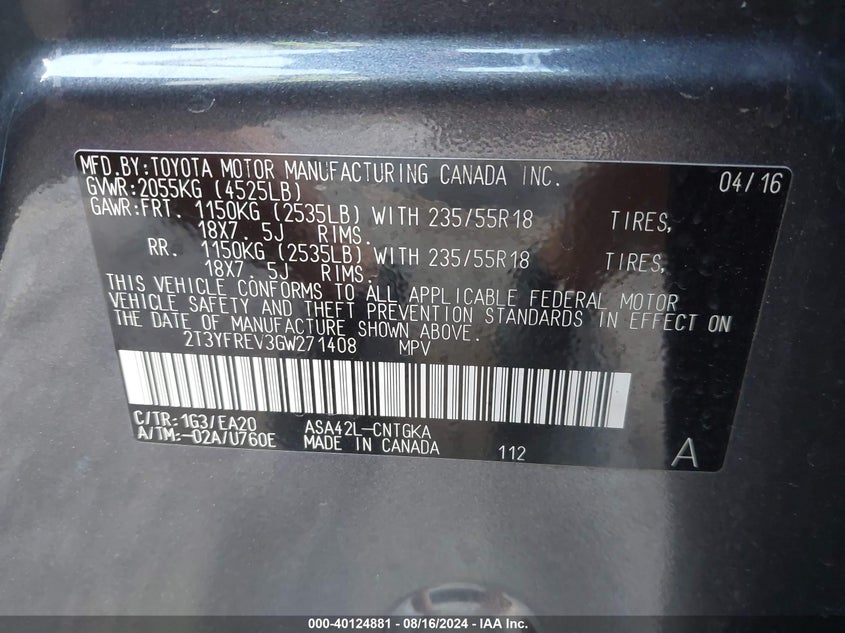 MFD.BY:TOYOTA MOTOR MANUFACTURING CANADA INC. 04/16
GVWR:2055KG (4525LB)
GAWR:FRT. 1150KG (2535LB) WITH 235/55R18 TIRES,
18X7 5J RIMS.
RR. 1150KG (2535LB) WITH 235/55R18 TIRES,
18X7 5J RIMS.
THIS VEHICLE CONFORMS TO ALL APPLICABLE FEDERAL MOTOR
VEHICLE SAFETY AND THEFT PREVENTION STANDARDS IN EFFECT ON
THE DATE OF MANUFACTURE SHOWN ABOVE.
2T3YFREV3GW271408 MPV
C/TR:1G3/EA20 ASA42L-CNTGKA
A/TM:-02A/U760E MADE IN CANADA 112 A
000-40124881 - 08/16/2024 - IAA Inc.